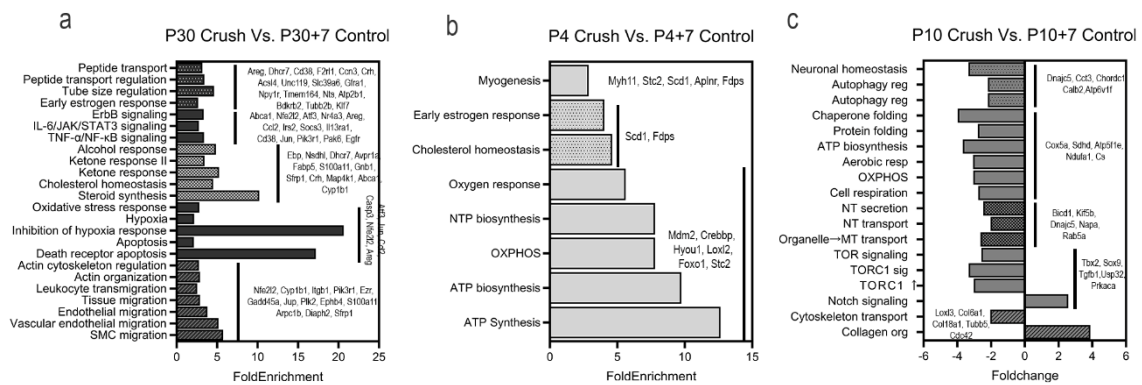 a
P30 Crush Vs. P30+7 Control
Peptide transport
Peptide transport regulation
Tube size regulation
Early estrogen response
ErbB signaling
IL-6/JAK/STAT3 signaling
TNF-α/NF-κB signaling
Alcohol response
Ketone response II
Ketone response
Cholesterol homeostasis
Steroid synthesis
Oxidative stress response
Hypoxia
Inhibition of hypoxia response
Apoptosis
Death receptor apoptosis
Actin cytoskeleton regulation
Actin organization
Leukocyte transmigration
Tissue migration
Endothelial migration
Vascular endothelial migration
SMC migration
Areg, Dhcr7, Cd38, F2rl1, Ccn3, Crh,
Acsl4, Unc119, Slc39a6, Gfra1,
Npy1r, Tmem164, Nts, Atp2b1,
Bdkrb2, Tubb2b, Klf7
Abca1, Nfe2l2, Atf3, Nr4a3, Areg,
Ccl2, Irs2, Socs3, Il13ra1,
Cd38, Jun, Pik3r1, Pak6, Egfr
Ebp, Nsdhl, Dhcr7, Avpr1a,
Fabp5, S100a11, Gnb1,
Sfrp1, Crh, Map4k1, Abca1,
Cyp1b1
Casp3, Nfe2l2, Areg
Nfe2l2, Cyp1b1, Itgb1, Pik3r1, Ezr,
Gadd45a, Jup, Plk2, Ephb4, S100a11
Arpc1b, Diaph2, Sfrp1
0 5 10 15 20 25
FoldEnrichment
b
P4 Crush Vs. P4+7 Control
Myogenesis
Early estrogen response
Cholesterol homeostasis
Oxygen response
NTP biosynthesis
OXPHOS
ATP biosynthesis
ATP Synthesis
Myh11, Stc2, Scd1, Aplnr, Fdps
Scd1, Fdps
Mdm2, Crebbp,
Hyou1, Loxl2,
Foxo1, Stc2
0 5 10 15
FoldEnrichment
c
P10 Crush Vs. P10+7 Control
Neuronal homeostasis
Autophagy reg
Autophagy reg
Chaperone folding
Protein folding
ATP biosynthesis
Aerobic resp
OXPHOS
Cell respiration
NT secretion
NT transport
Organelle→MT transport
TOR signaling
TORC1 sig
TORC1 ↑
Notch signaling
Cytoskeleton transport
Collagen org
Dnajc5, Cct3, Chordc1
Calb2, Atp6v1f
Cox5a, Sdhd, Atp5f1e,
Ndufa1, Cs
Bicd1, Kif5b,
Dnajc5, Napa,
Rab5a
Tbx2, Sox9,
Tgfb1,Usp32,
Prkaca
Loxl3, Col6a1,
Col18a1, Tubb5,
Cdc42
-6 -4 -2 0 2 4 6
Foldchange